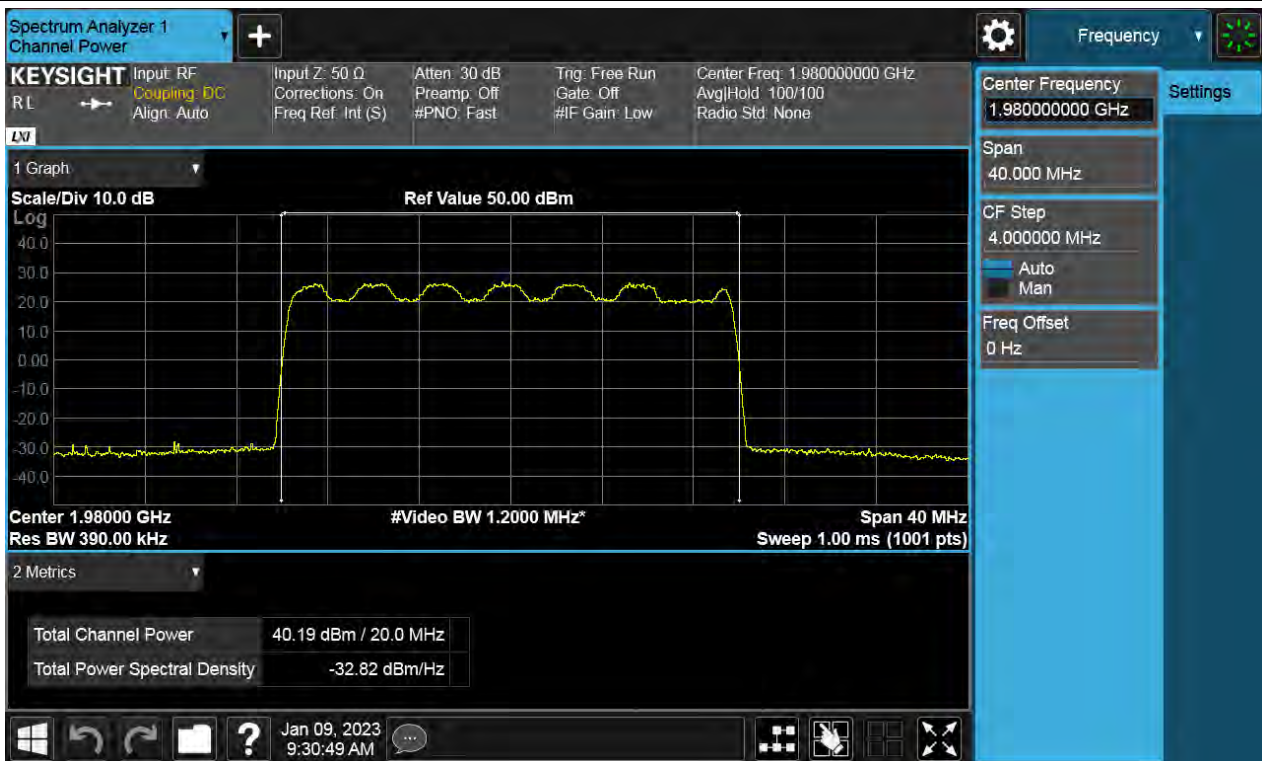 Spectrum Analyzer 1
Channel Power
Frequency
KEYSIGHT
R L
LXI
Input: RF
Coupling: DC
Align: Auto
Input Z: 50 Ω
Corrections: On
Freq Ref: Int (S)
Atten: 30 dB
Preamp: Off
#PNO: Fast
Trig: Free Run
Gate: Off
#IF Gain: Low
Center Freq: 1.980000000 GHz
Avg|Hold: 100/100
Radio Std: None
Center Frequency
1.980000000 GHz
Settings
Span
40.000 MHz
CF Step
4.000000 MHz
Auto
Man
Freq Offset
0 Hz
1 Graph
Scale/Div 10.0 dB
Ref Value 50.00 dBm
Log
40.0
30.0
20.0
10.0
0.00
-10.0
-20.0
-30.0
-40.0
Center 1.98000 GHz
#Video BW 1.2000 MHz*
Span 40 MHz
Res BW 390.00 kHz
Sweep 1.00 ms (1001 pts)
2 Metrics
Total Channel Power 40.19 dBm / 20.0 MHz
Total Power Spectral Density -32.82 dBm/Hz
?
Jan 09, 2023
9:30:49 AM